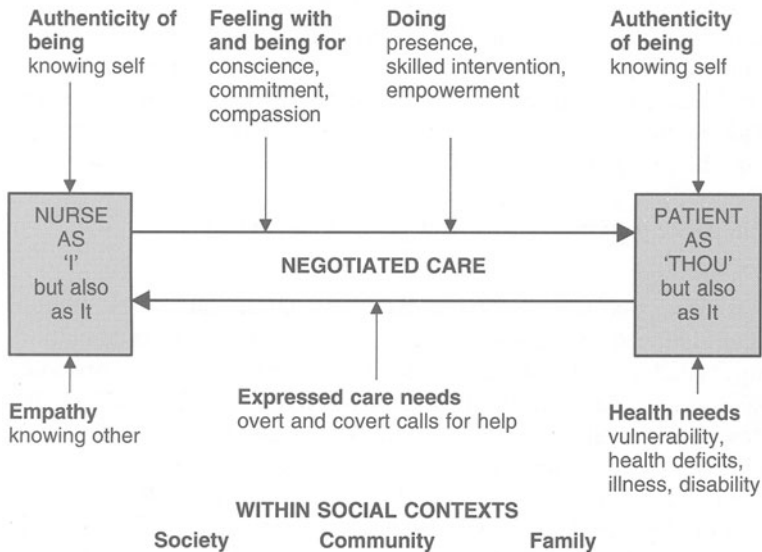 Authenticity of
being
knowing self
Feeling with
and being for
conscience,
commitment,
compassion
Doing
presence,
skilled intervention,
empowerment
Authenticity
of being
knowing self
NURSE
AS
'I'
but also
as It
NEGOTIATED CARE
PATIENT
AS
'THOU'
but also
as It
Empathy
knowing other
Expressed care needs
overt and covert calls for help
Health needs
vulnerability,
health deficits,
illness, disability
WITHIN SOCIAL CONTEXTS
Society Community Family